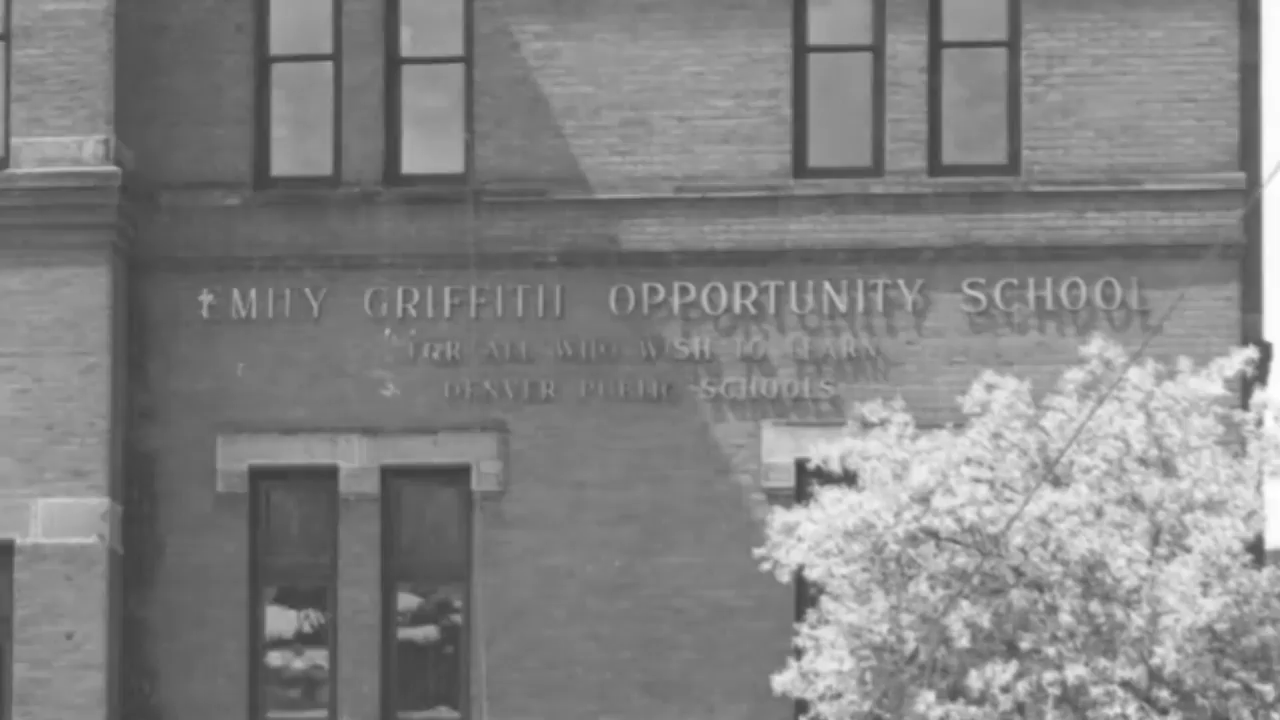 EMILY GRIFFITH OPPORTUNITY SCHOOL
FOR ALL WHO WISH TO LEARN
DENVER PUBLIC SCHOOLS